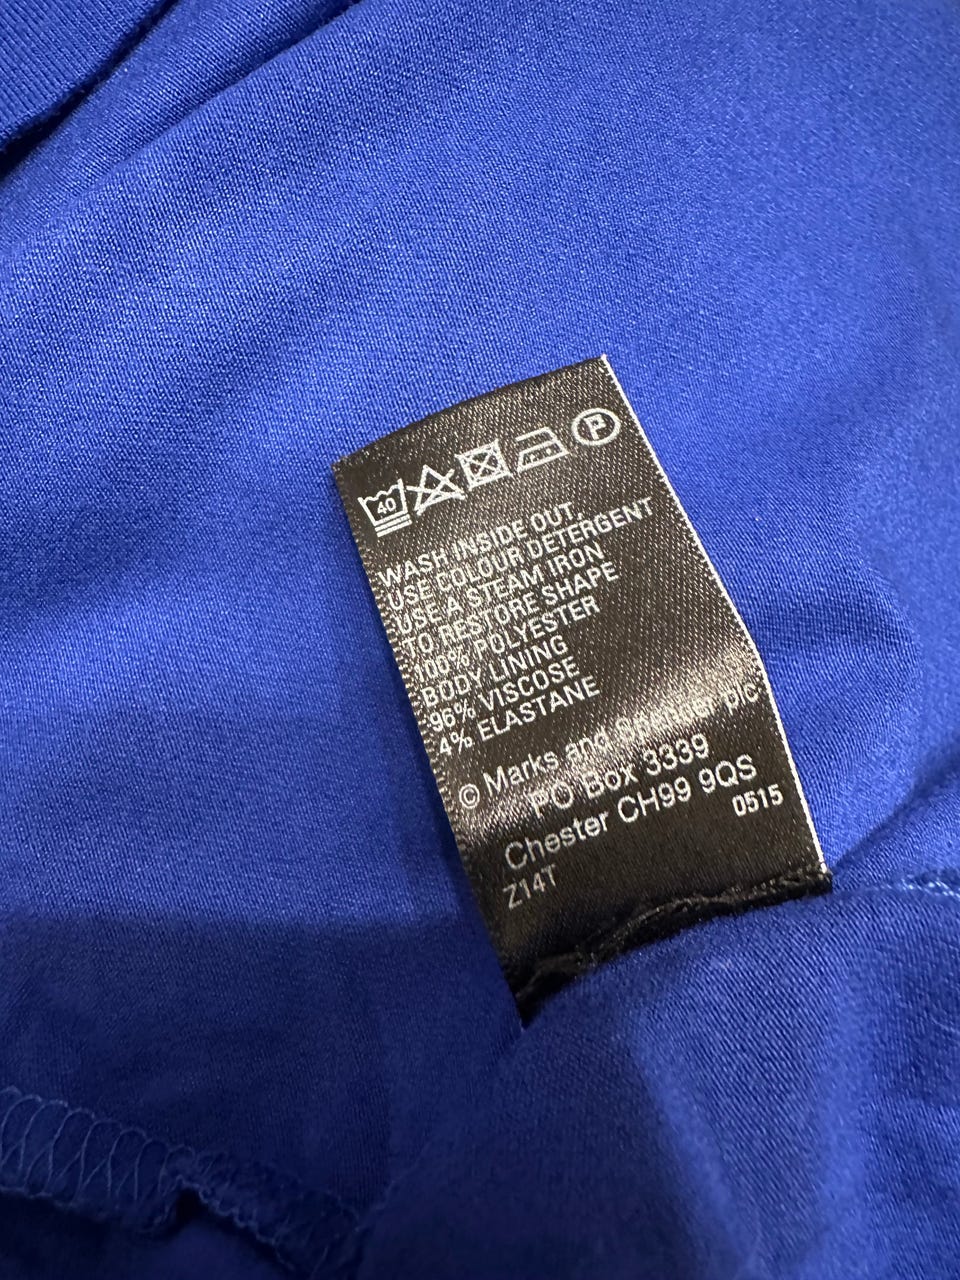 40 P
WASH INSIDE OUT,
USE COLOUR DETERGENT
USE A STEAM IRON
TO RESTORE SHAPE
100% POLYESTER
BODY LINING
96% VISCOSE
4% ELASTANE
© Marks and Spencer plc
PO Box 3339
Chester CH99 9QS
0515
Z14T